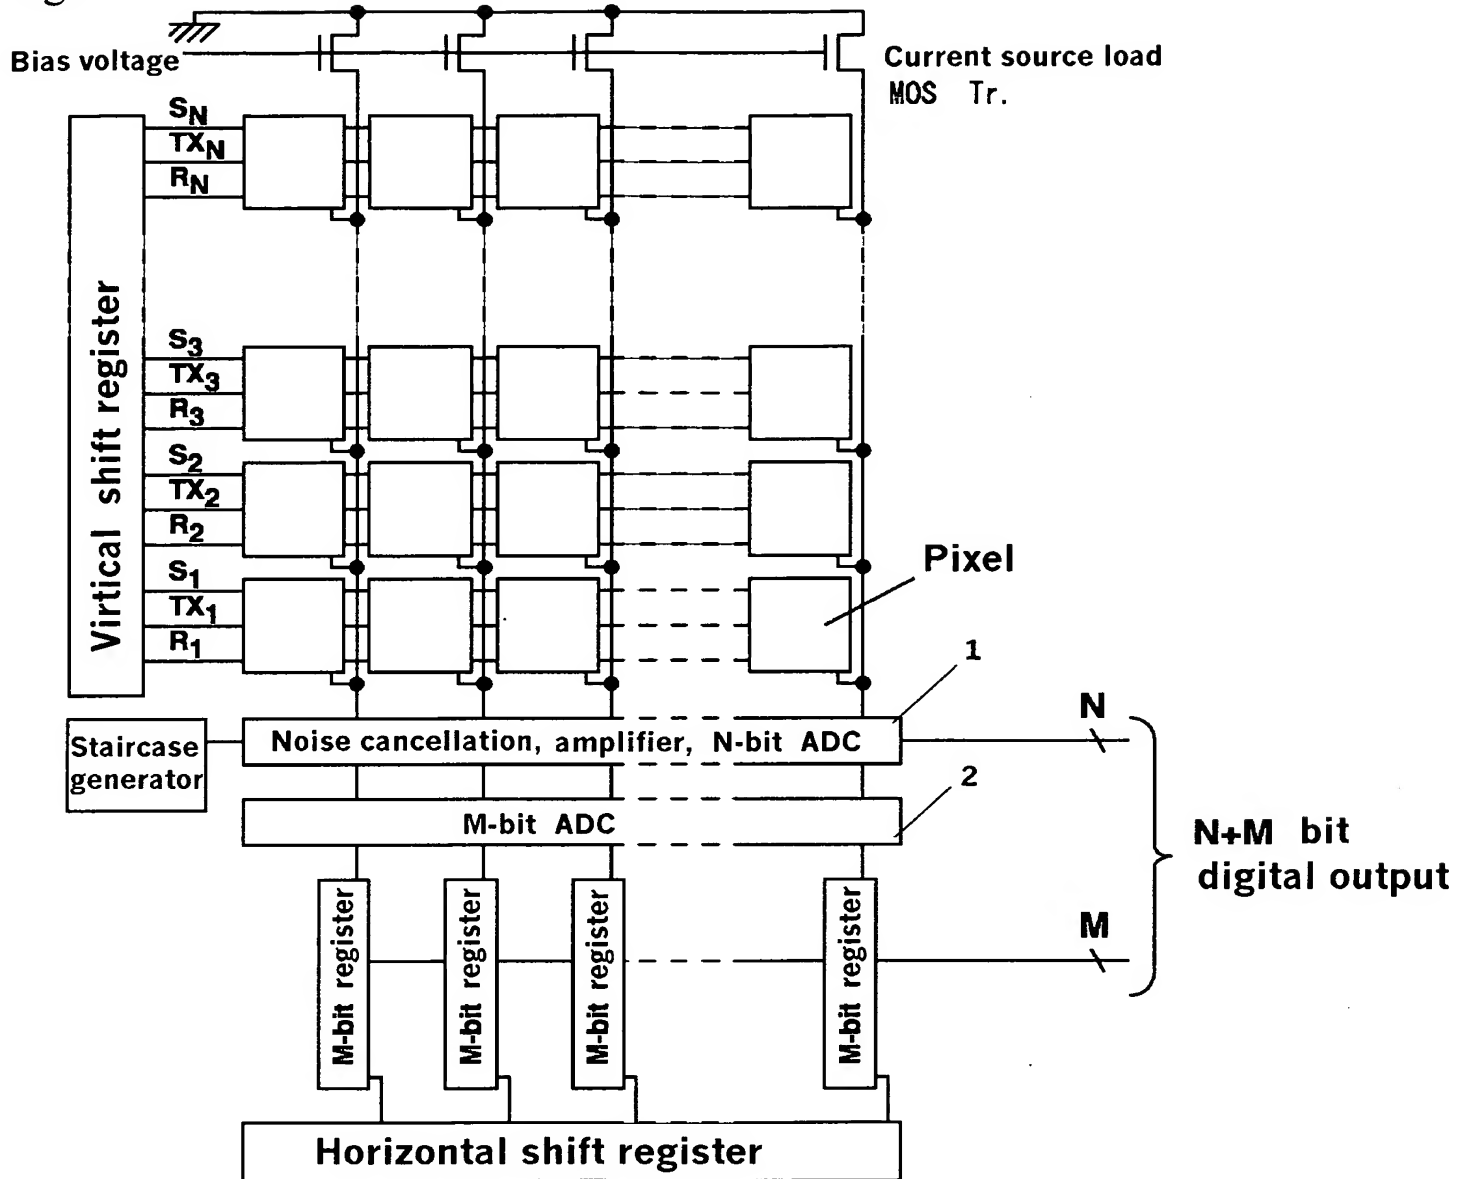 Bias voltage
Current source load
MOS Tr.
SN
TXN
RN
S3
TX3
R3
S2
TX2
R2
S1
TX1
R1
Virtical shift register
Pixel
1
Staircase
generator
Noise cancellation, amplifier, N-bit ADC
N
2
M-bit ADC
N+M bit
digital output
M-bit register
M-bit register
M-bit register
M-bit register
M
Horizontal shift register